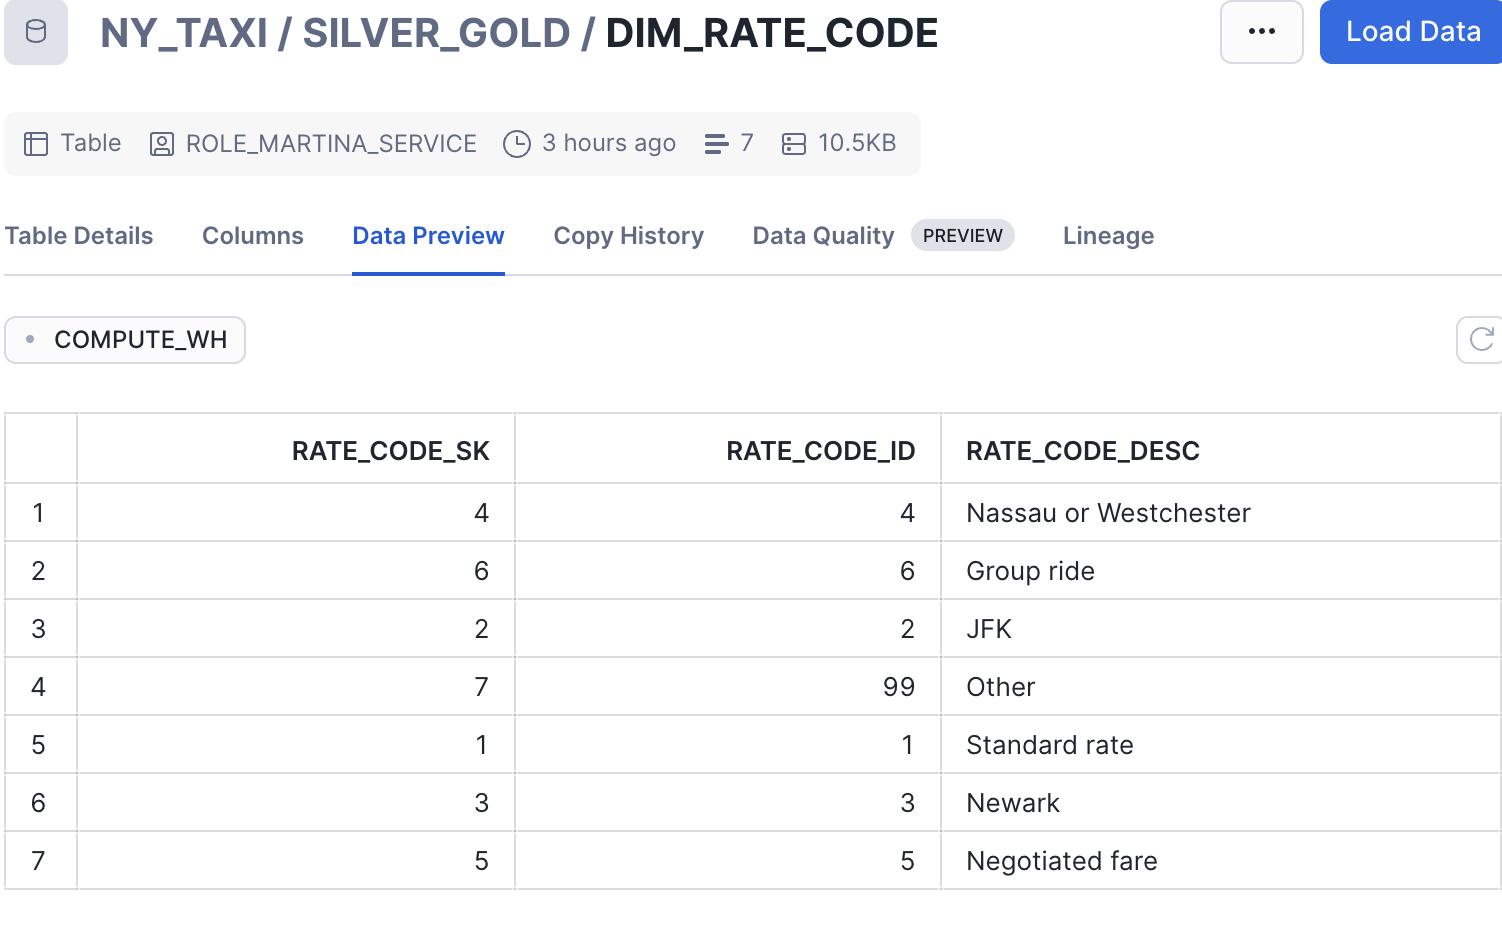 NY_TAXI / SILVER_GOLD / DIM_RATE_CODE
Load Data
Table ROLE_MARTINA_SERVICE 3 hours ago 7 10.5KB
Table Details Columns Data Preview Copy History Data Quality PREVIEW Lineage
COMPUTE_WH
RATE_CODE_SK RATE_CODE_ID RATE_CODE_DESC
1 4 4 Nassau or Westchester
2 6 6 Group ride
3 2 2 JFK
4 7 99 Other
5 1 1 Standard rate
6 3 3 Newark
7 5 5 Negotiated fare